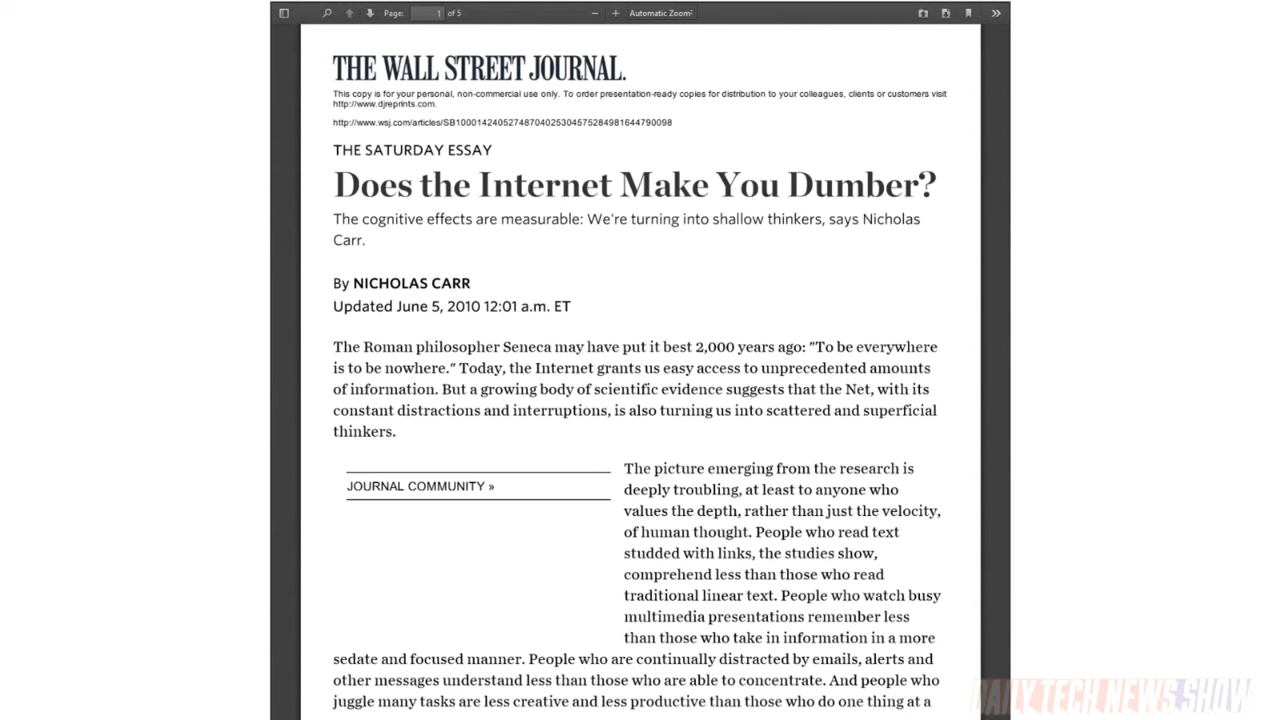 Page: 1 of 5
Automatic Zoom
THE WALL STREET JOURNAL.
This copy is for your personal, non-commercial use only. To order presentation-ready copies for distribution to your colleagues, clients or customers visit
http://www.djreprints.com.
http://www.wsj.com/articles/SB10001424052748704025304575284981644790098
THE SATURDAY ESSAY
Does the Internet Make You Dumber?
The cognitive effects are measurable: We're turning into shallow thinkers, says Nicholas
Carr.
By NICHOLAS CARR
Updated June 5, 2010 12:01 a.m. ET
The Roman philosopher Seneca may have put it best 2,000 years ago: "To be everywhere
is to be nowhere." Today, the Internet grants us easy access to unprecedented amounts
of information. But a growing body of scientific evidence suggests that the Net, with its
constant distractions and interruptions, is also turning us into scattered and superficial
thinkers.
JOURNAL COMMUNITY »
The picture emerging from the research is
deeply troubling, at least to anyone who
values the depth, rather than just the velocity,
of human thought. People who read text
studded with links, the studies show,
comprehend less than those who read
traditional linear text. People who watch busy
multimedia presentations remember less
than those who take in information in a more
sedate and focused manner. People who are continually distracted by emails, alerts and
other messages understand less than those who are able to concentrate. And people who
juggle many tasks are less creative and less productive than those who do one thing at a
DAILY TECH NEWS SHOW